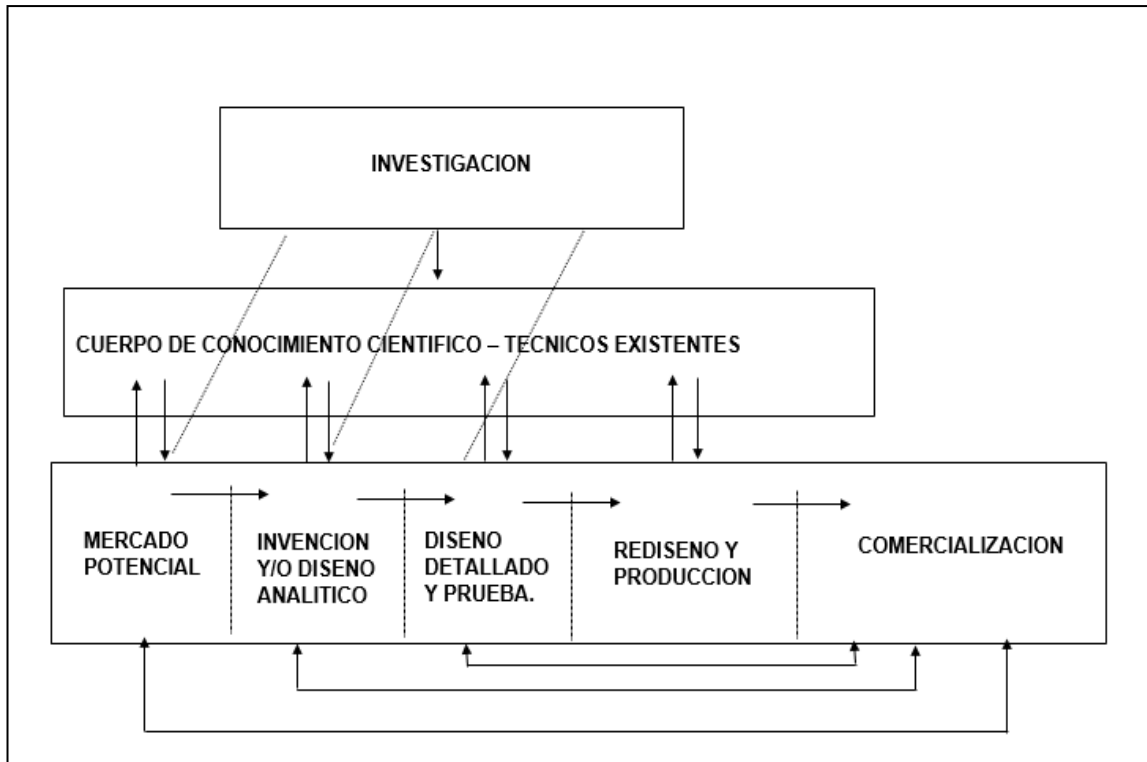 INVESTIGACION
CUERPO DE CONOCIMIENTO CIENTIFICO – TECNICOS EXISTENTES
MERCADO
POTENCIAL
INVENCION
Y/O DISENO
ANALITICO
DISENO
DETALLADO
Y PRUEBA.
REDISENO Y
PRODUCCION
COMERCIALIZACION